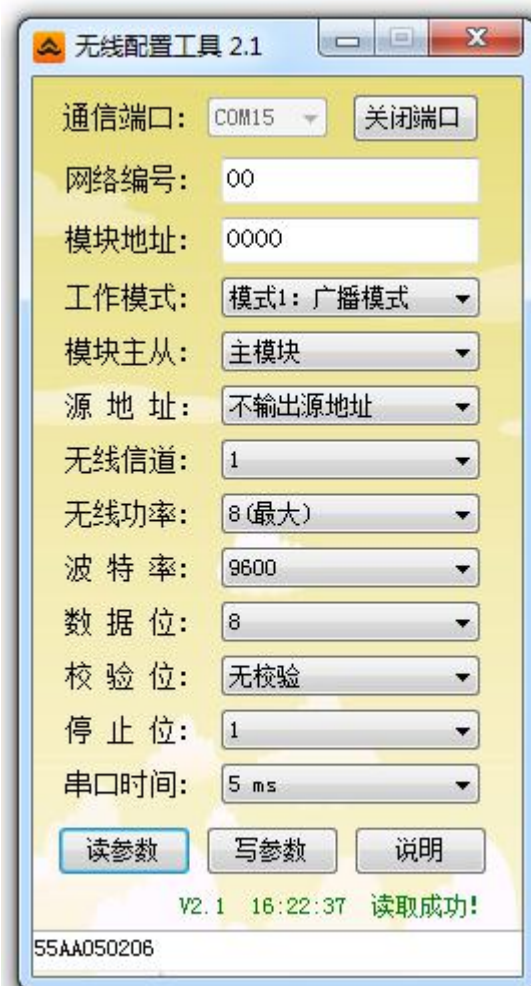 无线配置工具 2.1
通信端口: COM15 关闭端口
网络编号: 00
模块地址: 0000
工作模式: 模式1: 广播模式
模块主从: 主模块
源 地 址: 不输出源地址
无线信道: 1
无线功率: 8(最大)
波 特 率: 9600
数 据 位: 8
校 验 位: 无校验
停 止 位: 1
串口时间: 5 ms
读参数 写参数 说明
V2.1 16:22:37 读取成功!
55AA050206